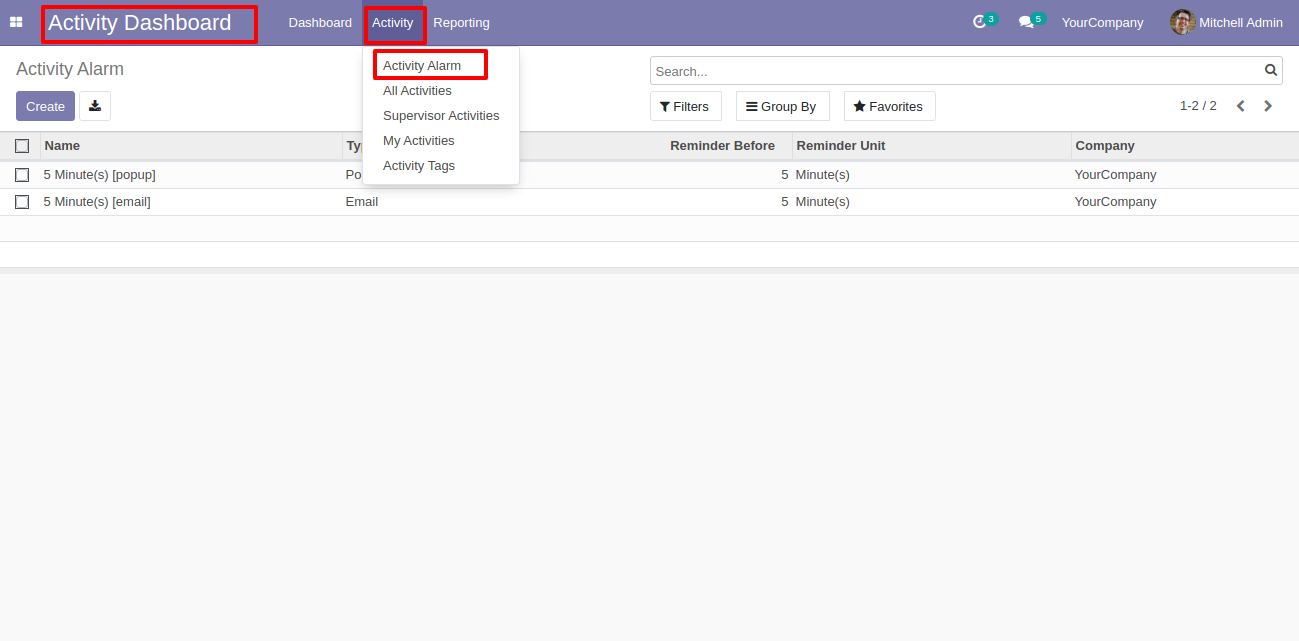 Activity Dashboard Dashboard Activity Reporting 3 5 YourCompany Mitchell Admin
Activity Alarm
Search...
Activity Alarm
All Activities
Supervisor Activities
My Activities
Activity Tags
Create
Filters Group By Favorites 1-2 / 2
Name Reminder Before Reminder Unit Company
5 Minute(s) [popup] 5 Minute(s) YourCompany
5 Minute(s) [email] Email 5 Minute(s) YourCompany